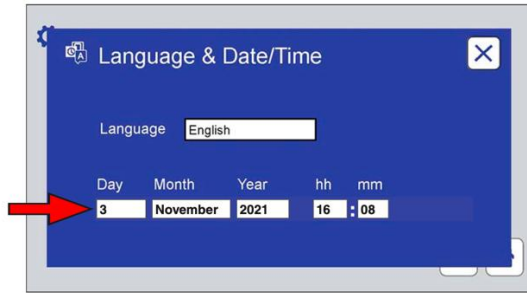 Language & Date/Time
Language English
Day Month Year hh mm
3 November 2021 16 : 08